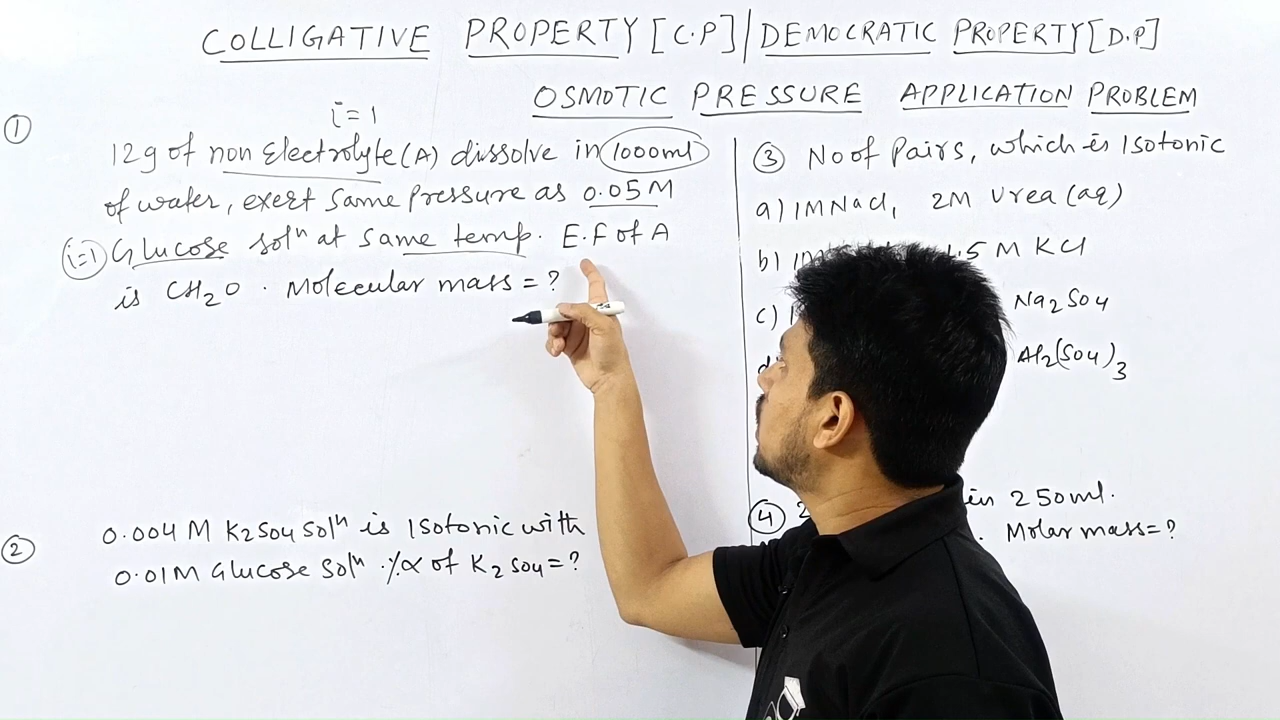 COLLIGATIVE PROPERTY [C.P] / DEMOCRATIC PROPERTY [D.P]
OSMOTIC PRESSURE APPLICATION PROBLEM
①
i=1
12g of non Electrolyte (A) dissolve in 1000ml
of water, exert same pressure as 0.05 M
i=1 Glucose solⁿ at same temp. E.F of A
is CH2O. Molecular mass = ?
②
0.004 M K2SO4 Solⁿ is Isotonic with
0.01M Glucose Solⁿ. %α of K2SO4 = ?
③ No of Pairs, which is Isotonic
a) 1M NaCl, 2M Urea (aq)
b) .5 M KCl
c) Na2SO4
Al2(SO4)3
④ in 250ml.
Molar mass = ?